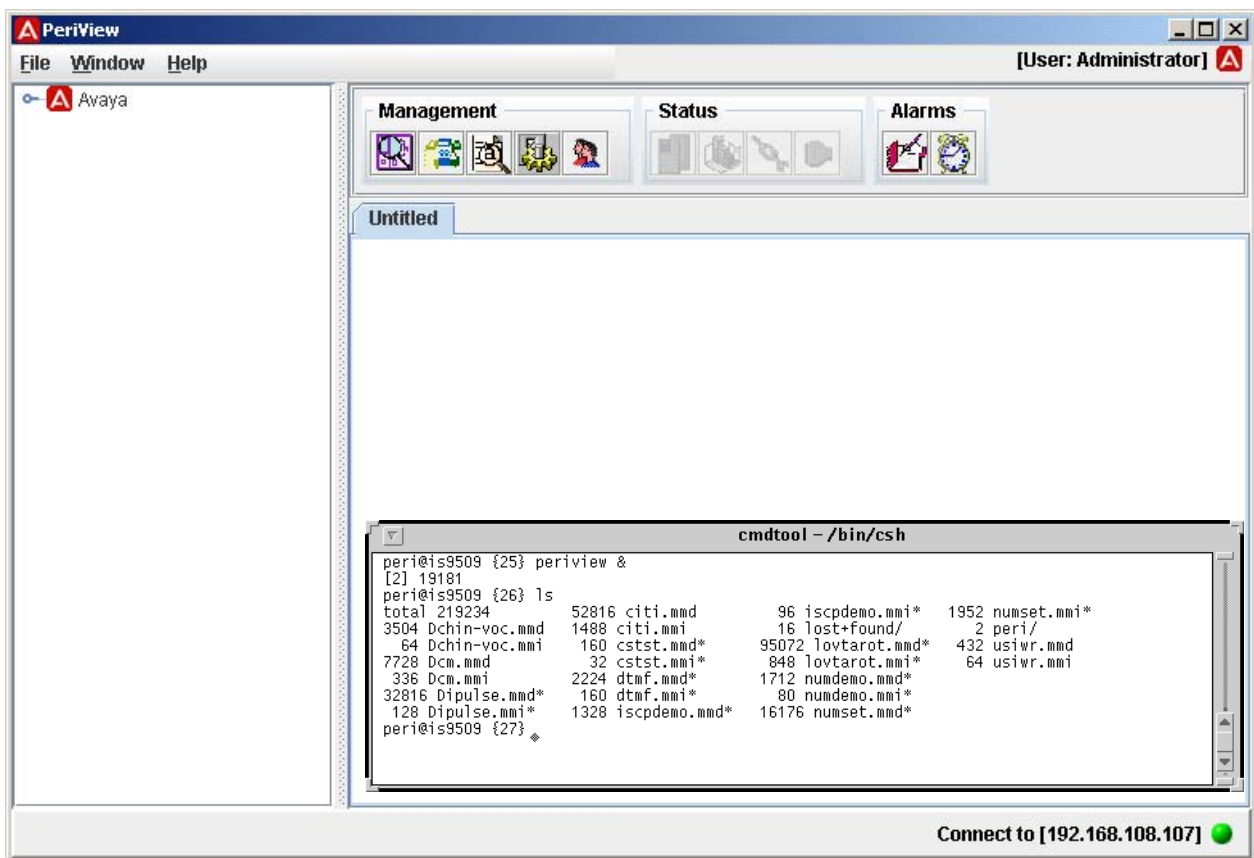 PeriView
File Window Help
[User: Administrator]
Avaya
Management Status Alarms
Untitled
cmdtool – /bin/csh
peri@is9509 {25} periview &
[2] 19181
peri@is9509 {26} ls
total 219234 52816 citi.mmd 96 iscpdemo.mmi* 1952 numset.mmi*
3504 Dchin-voc.mmd 1488 citi.mmi 16 lost+found/ 2 peri/
64 Dchin-voc.mmi 160 cstst.mmd* 95072 lovtarot.mmd* 432 usiwr.mmd
7728 Dcm.mmd 32 cstst.mmi* 848 lovtarot.mmi* 64 usiwr.mmi
336 Dcm.mmi 2224 dtmf.mmd* 1712 numdemo.mmd*
32816 Dipulse.mmd* 160 dtmf.mmi* 80 numdemo.mmi*
128 Dipulse.mmi* 1328 iscpdemo.mmd* 16176 numset.mmd*
peri@is9509 {27}
Connect to [192.168.108.107]